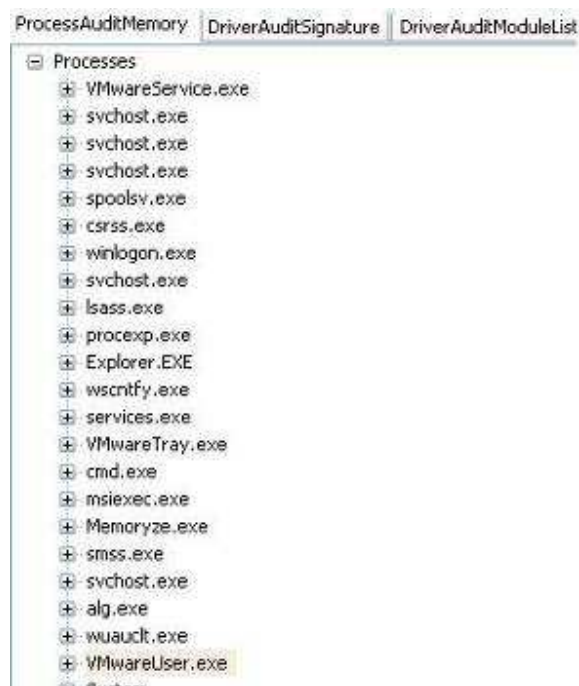 ProcessAuditMemory DriverAuditSignature DriverAuditModuleList
Processes
VMwareService.exe
svchost.exe
svchost.exe
svchost.exe
spoolsv.exe
csrss.exe
winlogon.exe
svchost.exe
lsass.exe
procexp.exe
Explorer.EXE
wscntfy.exe
services.exe
VMwareTray.exe
cmd.exe
msiexec.exe
Memoryze.exe
smss.exe
svchost.exe
alg.exe
wuauclt.exe
VMwareUser.exe